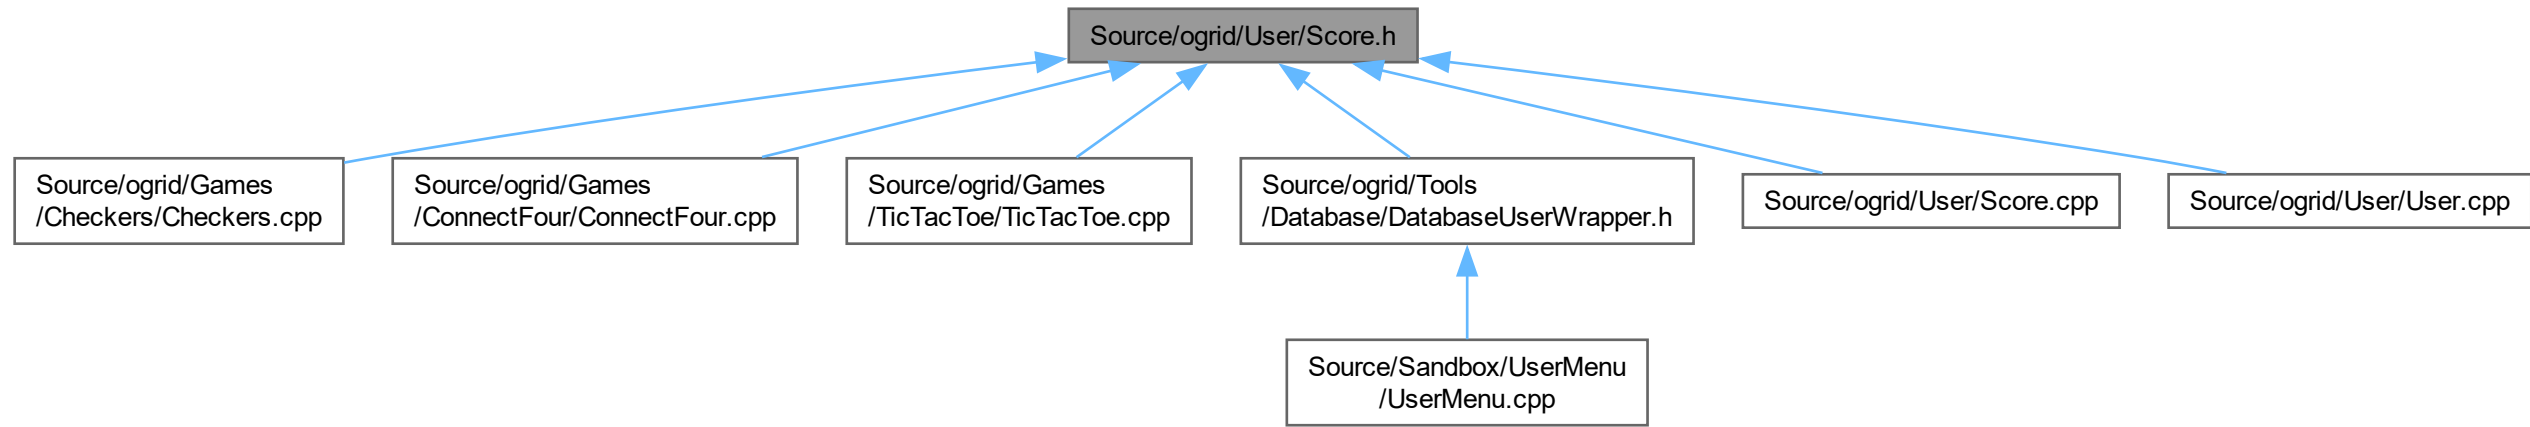 Source/ogrid/User/Score.h
Source/ogrid/Games
/Checkers/Checkers.cpp
Source/ogrid/Games
/ConnectFour/ConnectFour.cpp
Source/ogrid/Games
/TicTacToe/TicTacToe.cpp
Source/ogrid/Tools
/Database/DatabaseUserWrapper.h
Source/ogrid/User/Score.cpp
Source/ogrid/User/User.cpp
Source/Sandbox/UserMenu
/UserMenu.cpp